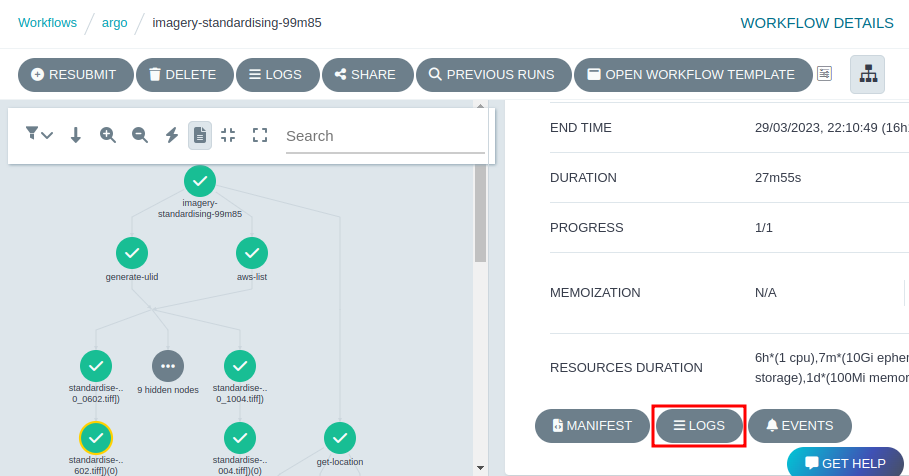 Workflows / argo / imagery-standardising-99m85
WORKFLOW DETAILS
RESUBMIT DELETE LOGS SHARE PREVIOUS RUNS OPEN WORKFLOW TEMPLATE
Search
imagery-
standardising-99m85
generate-ulid aws-list
standardise-..
0_0602.tiff])
9 hidden nodes
standardise-..
0_1004.tiff])
standardise-..
602.tiff])(0)
standardise-..
004.tiff])(0)
get-location
END TIME 29/03/2023, 22:10:49 (16h
DURATION 27m55s
PROGRESS 1/1
MEMOIZATION N/A
RESOURCES DURATION 6h*(1 cpu),7m*(10Gi ephem
storage),1d*(100Mi memor
MANIFEST LOGS EVENTS
GET HELP